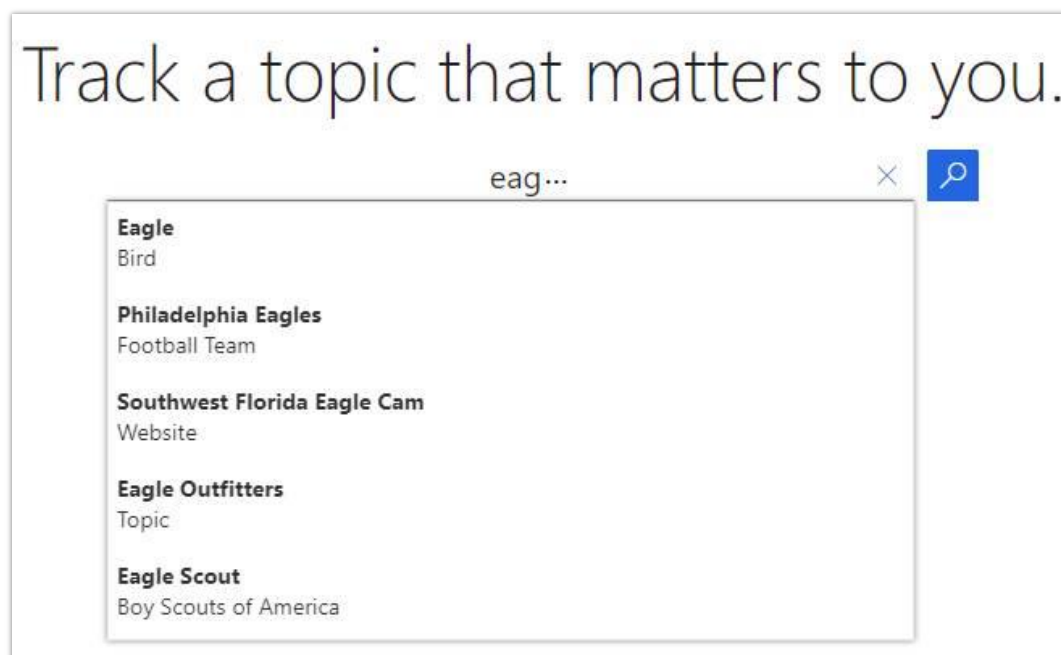 Track a topic that matters to you.
eag...
Eagle
Bird
Philadelphia Eagles
Football Team
Southwest Florida Eagle Cam
Website
Eagle Outfitters
Topic
Eagle Scout
Boy Scouts of America